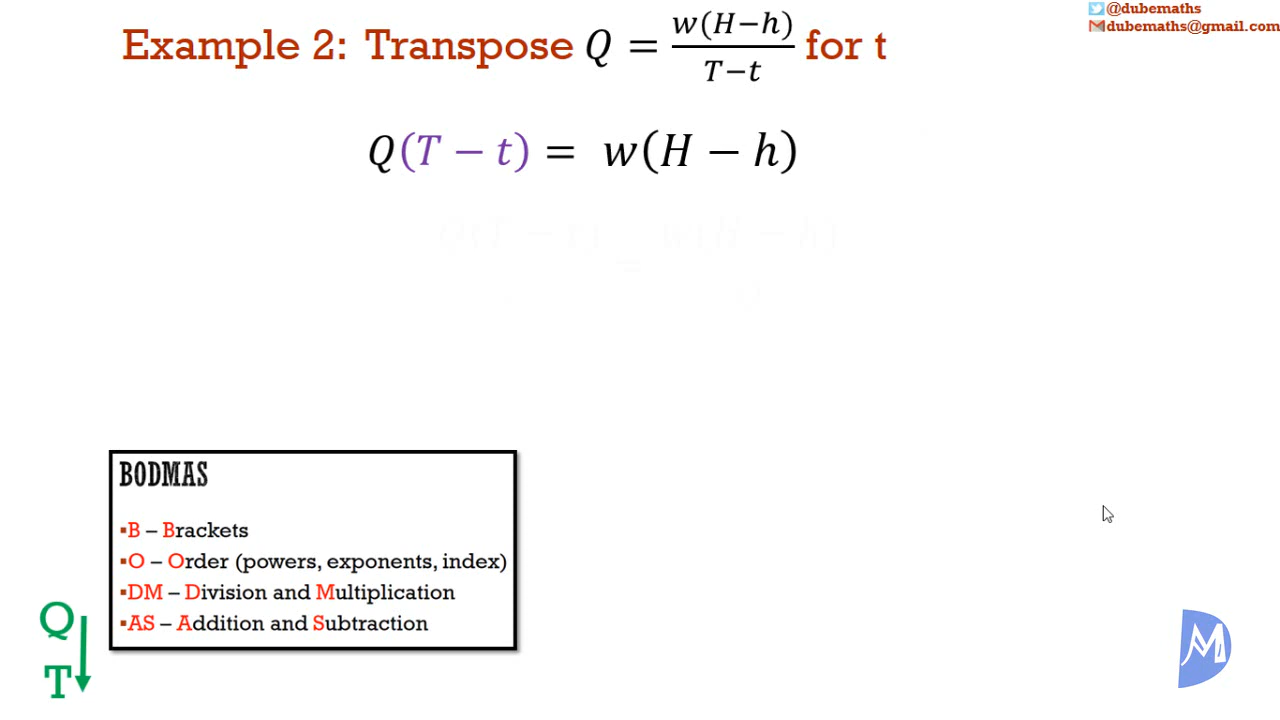 @dubemaths
dubemaths@gmail.com
Example 2: Transpose Q = w(H−h)/T−t for t
Q(T − t) = w(H − h)
Q(T − t) = w(H − h)
Q
BODMAS
▪B – Brackets
▪O – Order (powers, exponents, index)
▪DM – Division and Multiplication
▪AS – Addition and Subtraction
Q
T
DM